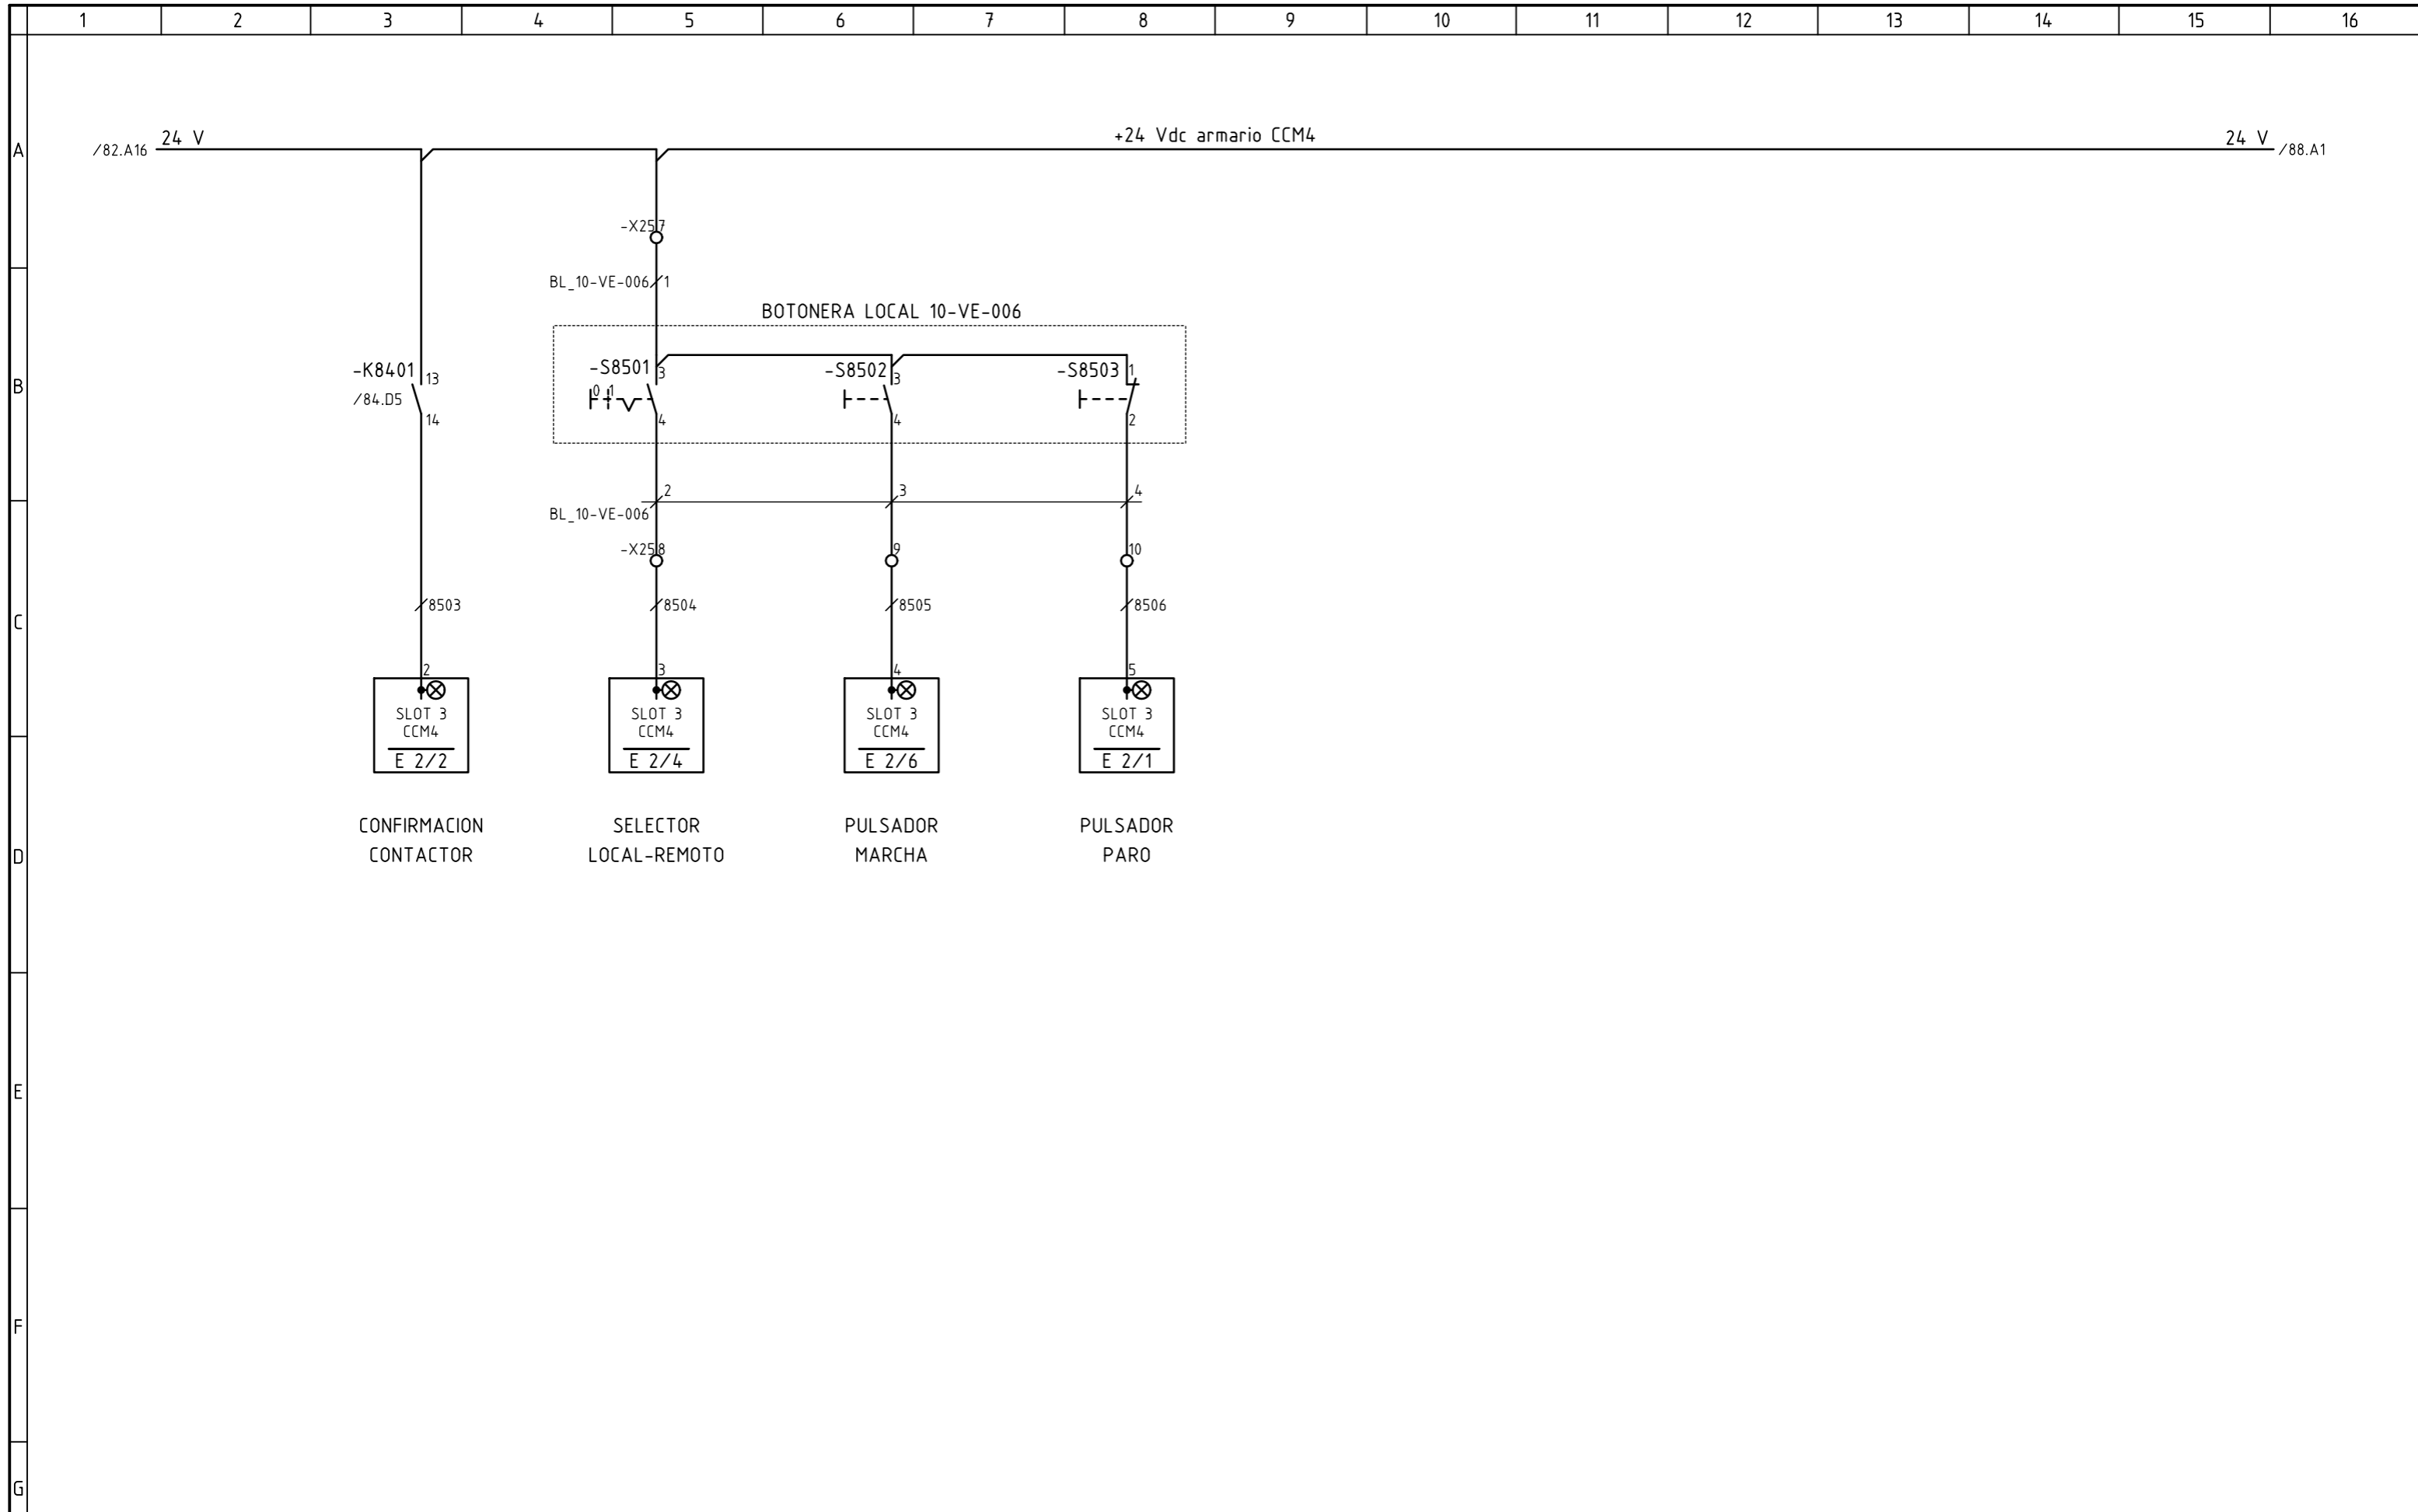 1 2 3 4 5 6 7 8 9 10 11 12 13 14 15 16
A
/82.A16
24 V
+24 Vdc armario CCM4
24 V
/88.A1
-X25 7
BL_10-VE-006 1
BOTONERA LOCAL 10-VE-006
B
-K8401 13
/84.D5
14
-S8501 3
0 1
4
-S8502 3
4
-S8503 1
2
2 3 4
BL_10-VE-006
-X25 8 9 10
C
8503 8504 8505 8506
2 3 4 5
SLOT 3
CCM4
E 2/2
SLOT 3
CCM4
E 2/4
SLOT 3
CCM4
E 2/6
SLOT 3
CCM4
E 2/1
D
CONFIRMACION
CONTACTOR
SELECTOR
LOCAL-REMOTO
PULSADOR
MARCHA
PULSADOR
PARO
E
F
G